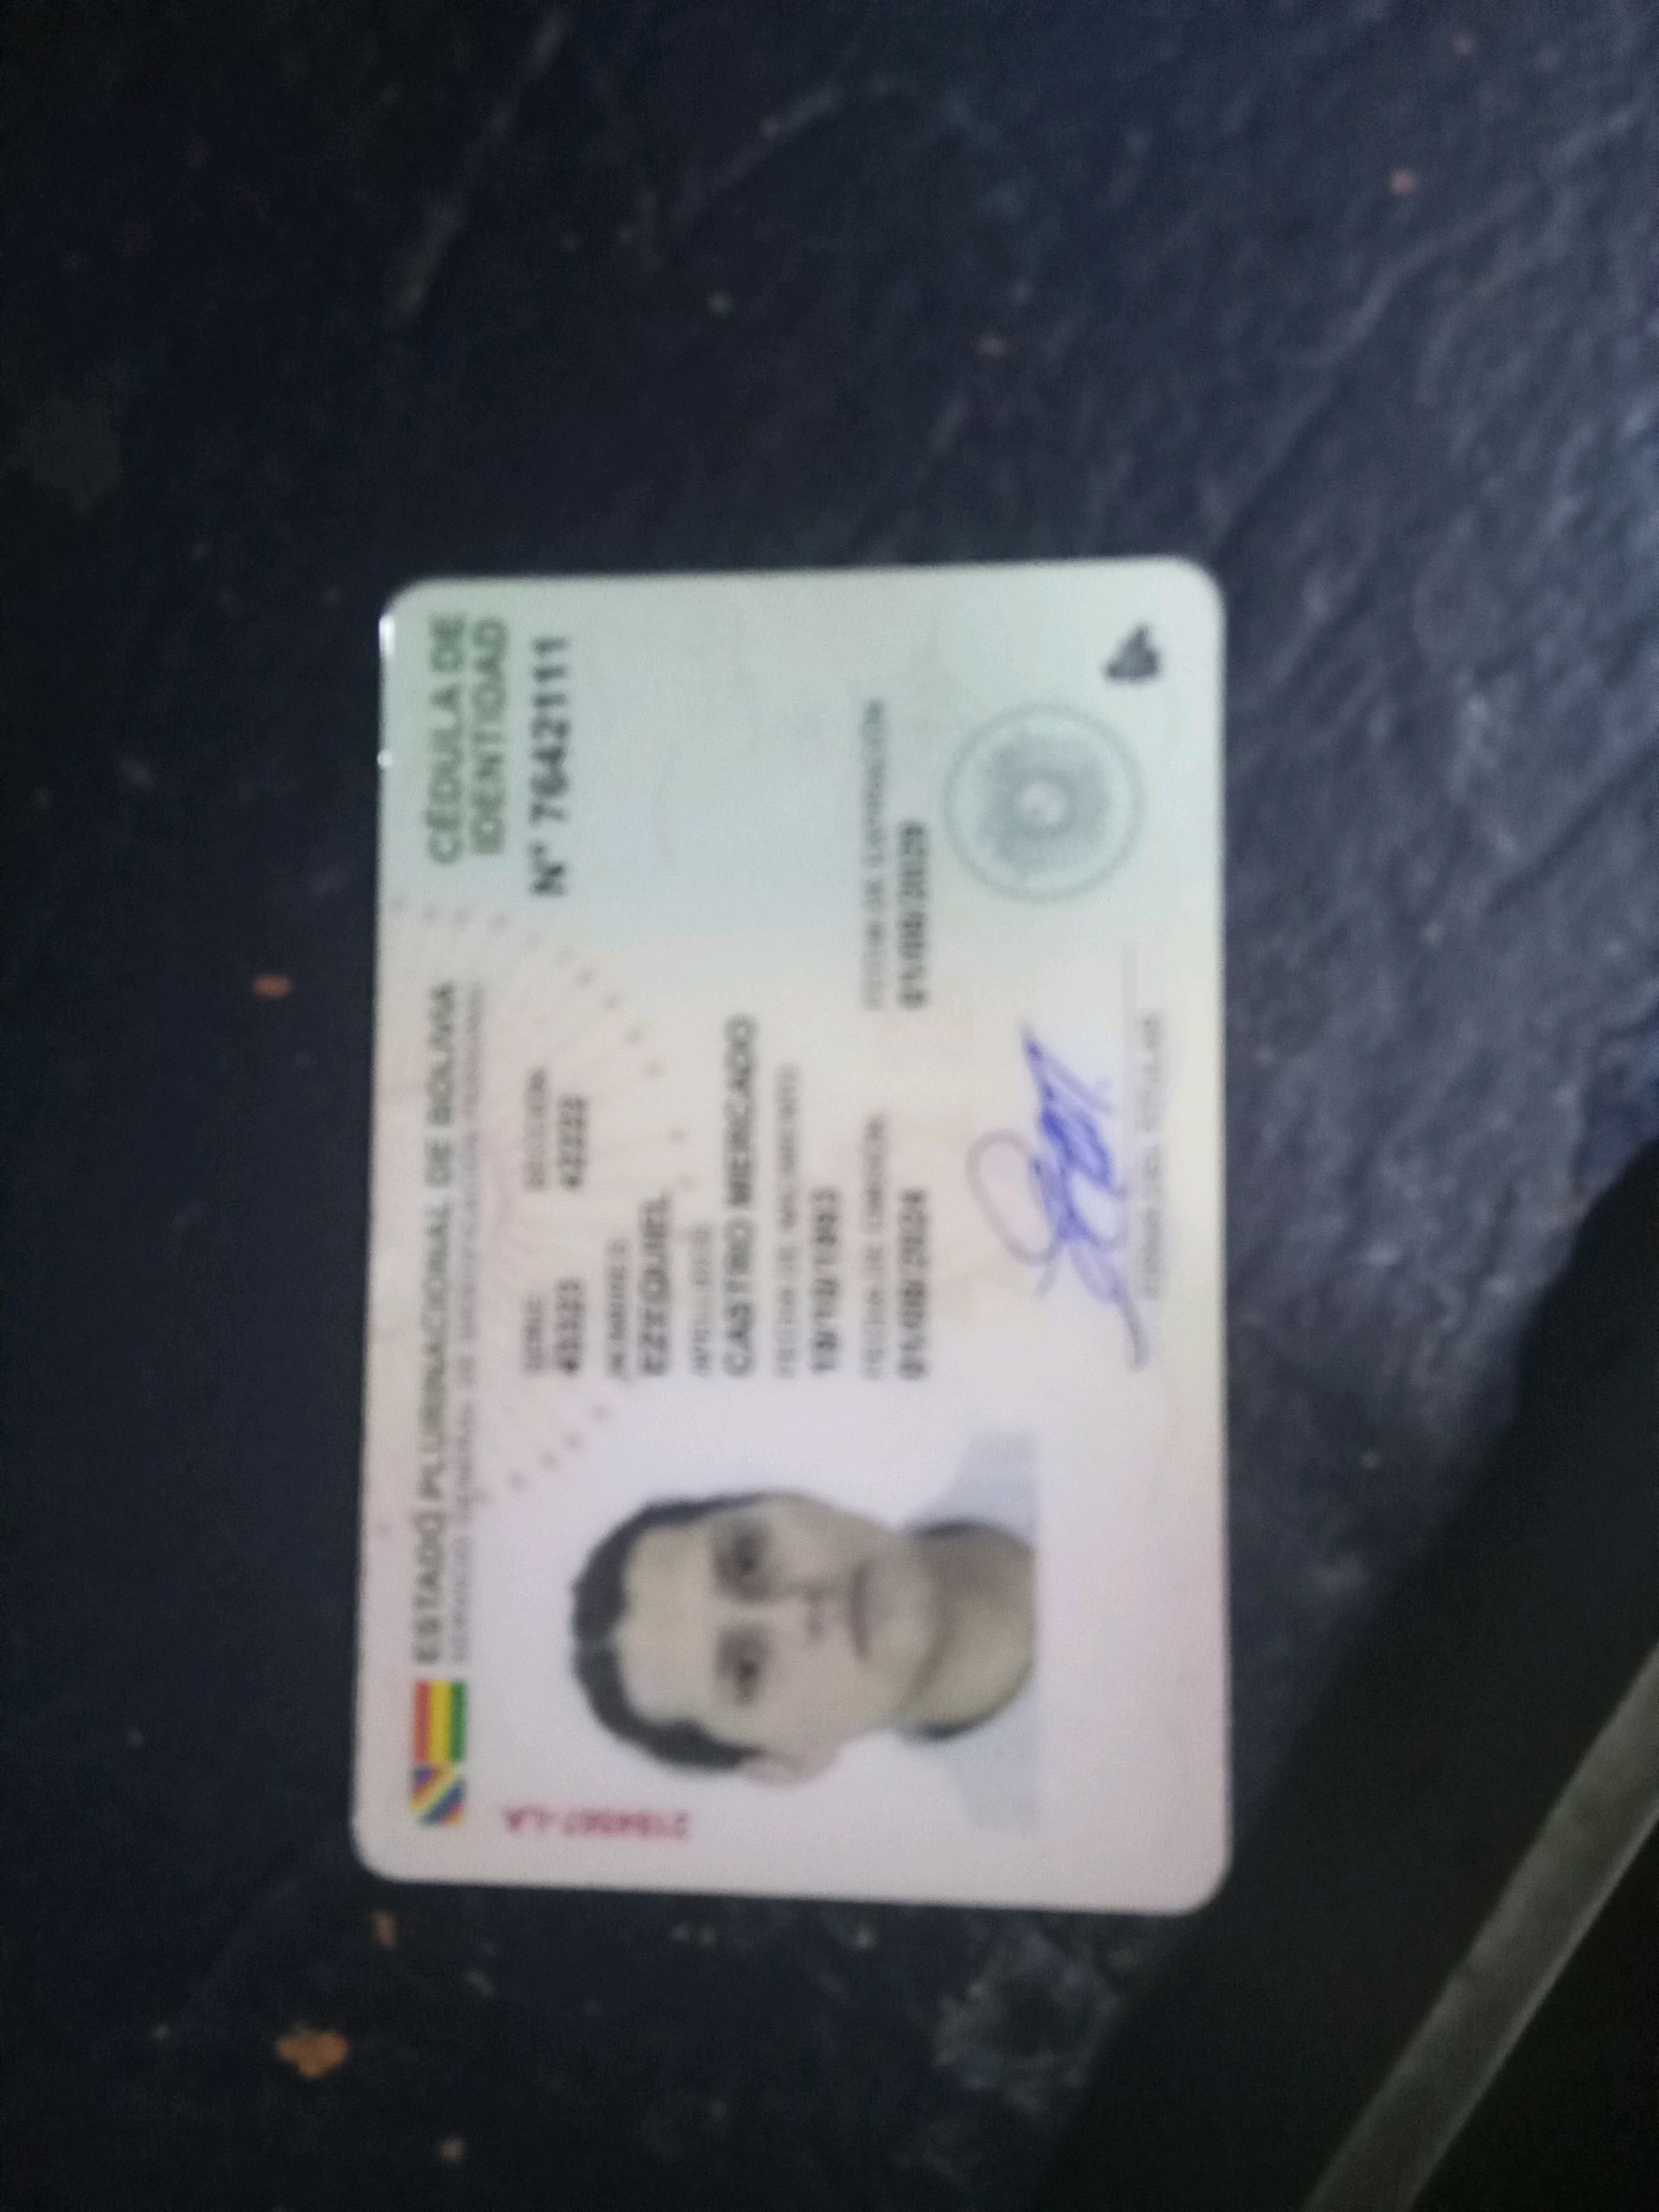 ESTADO PLURINACIONAL DE BOLIVIA
SERVICIO GENERAL DE IDENTIFICACIÓN PERSONAL
CÉDULA DE
IDENTIDAD
N° 7642111
SERIE
SECCIÓN
45323
42222
NOMBRES
EZEQUIEL
APELLIDOS
CASTRO MERCADO
FECHA DE NACIMIENTO
19/10/1993
FECHA DE EMISIÓN
FECHA DE EXPIRACIÓN
01/08/2024
01/08/2029
FIRMA DEL TITULAR